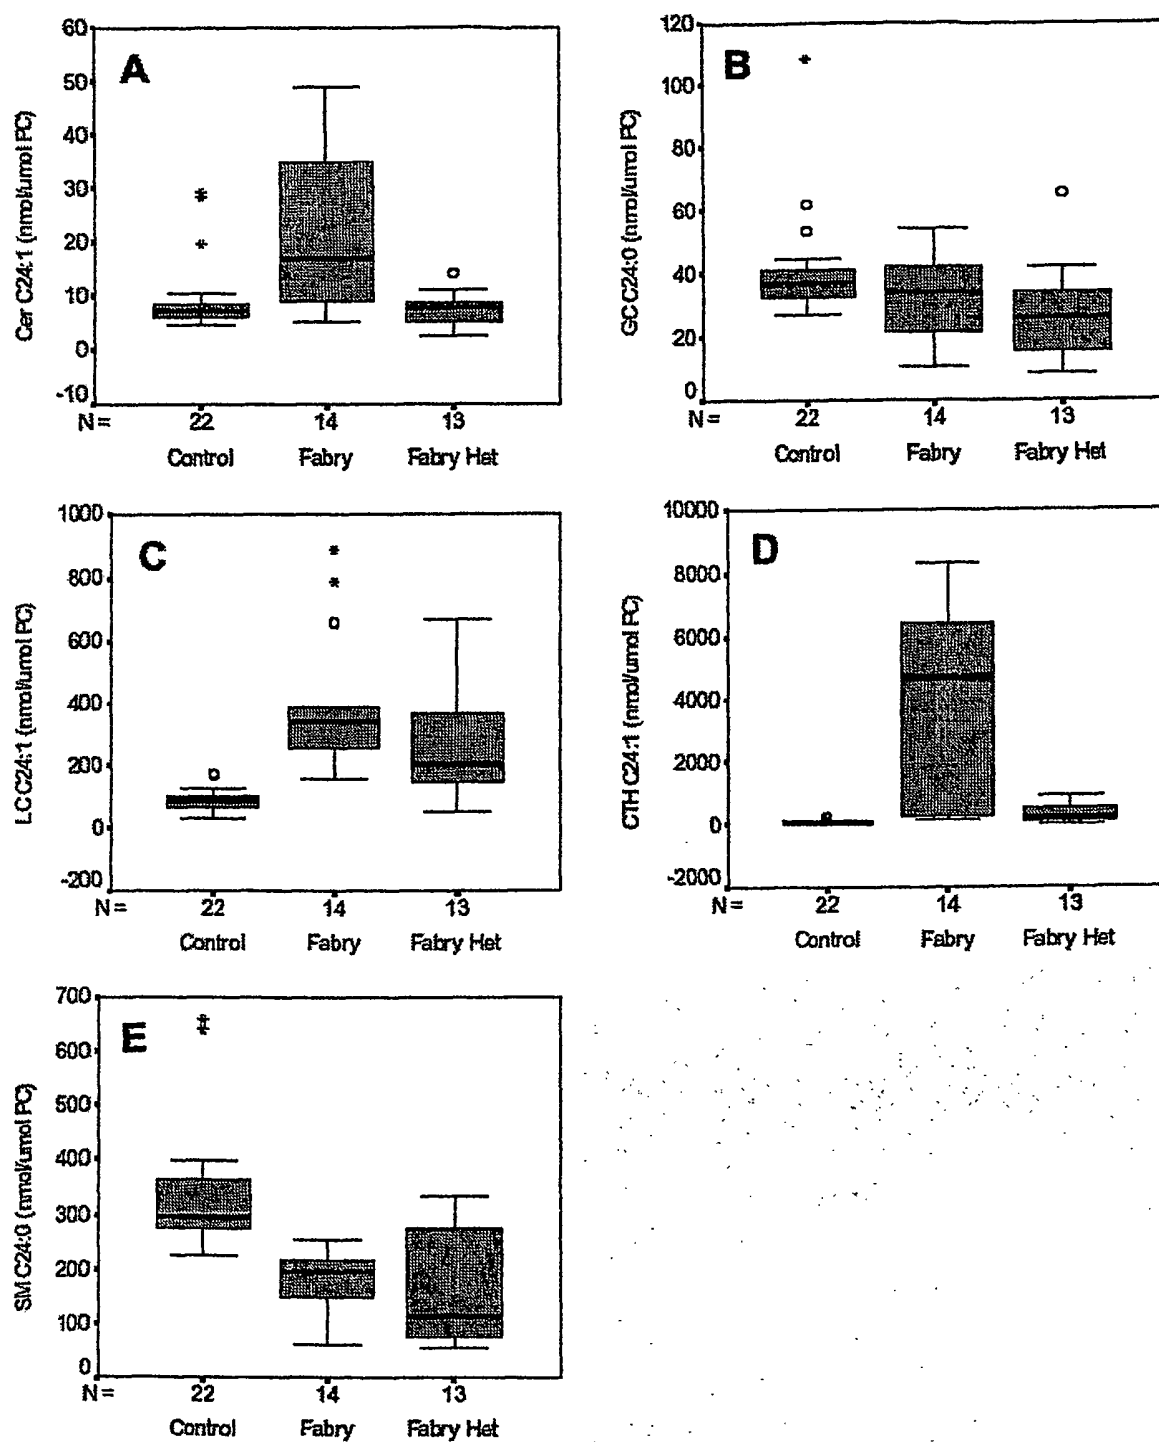 A
Cer C24:1 (nmol/umol PC)
60
50
40
30
20
10
0
-10
N = 22 14 13
Control Fabry Fabry Het
B
GC C24:0 (nmol/umol PC)
120
100
80
60
40
20
0
N = 22 14 13
Control Fabry Fabry Het
C
LC C24:1 (nmol/umol PC)
1000
800
600
400
200
0
-200
N = 22 14 13
Control Fabry Fabry Het
D
CTH C24:1 (nmol/umol PC)
10000
8000
6000
4000
2000
0
-2000
N = 22 14 13
Control Fabry Fabry Het
E
SM C24:0 (nmol/umol PC)
700
600
500
400
300
200
100
0
N = 22 14 13
Control Fabry Fabry Het